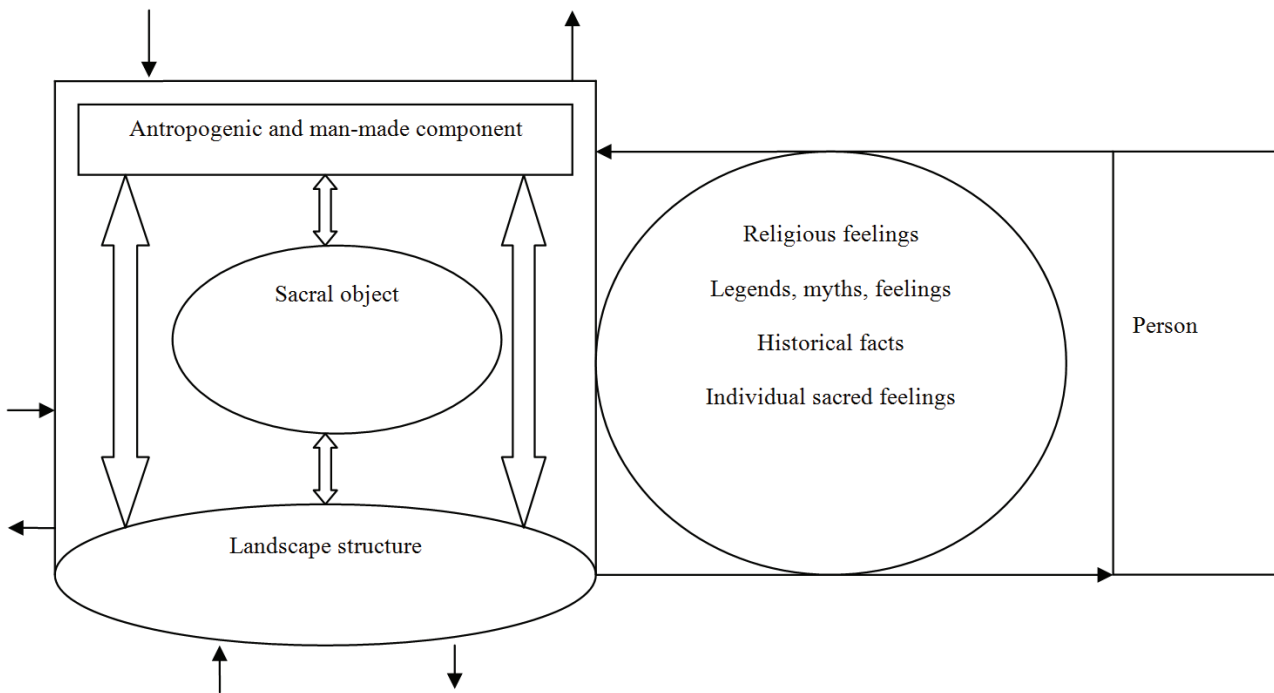 Antropogenic and man-made component
Sacral object
Landscape structure
Religious feelings
Legends, myths, feelings
Historical facts
Individual sacred feelings
Person